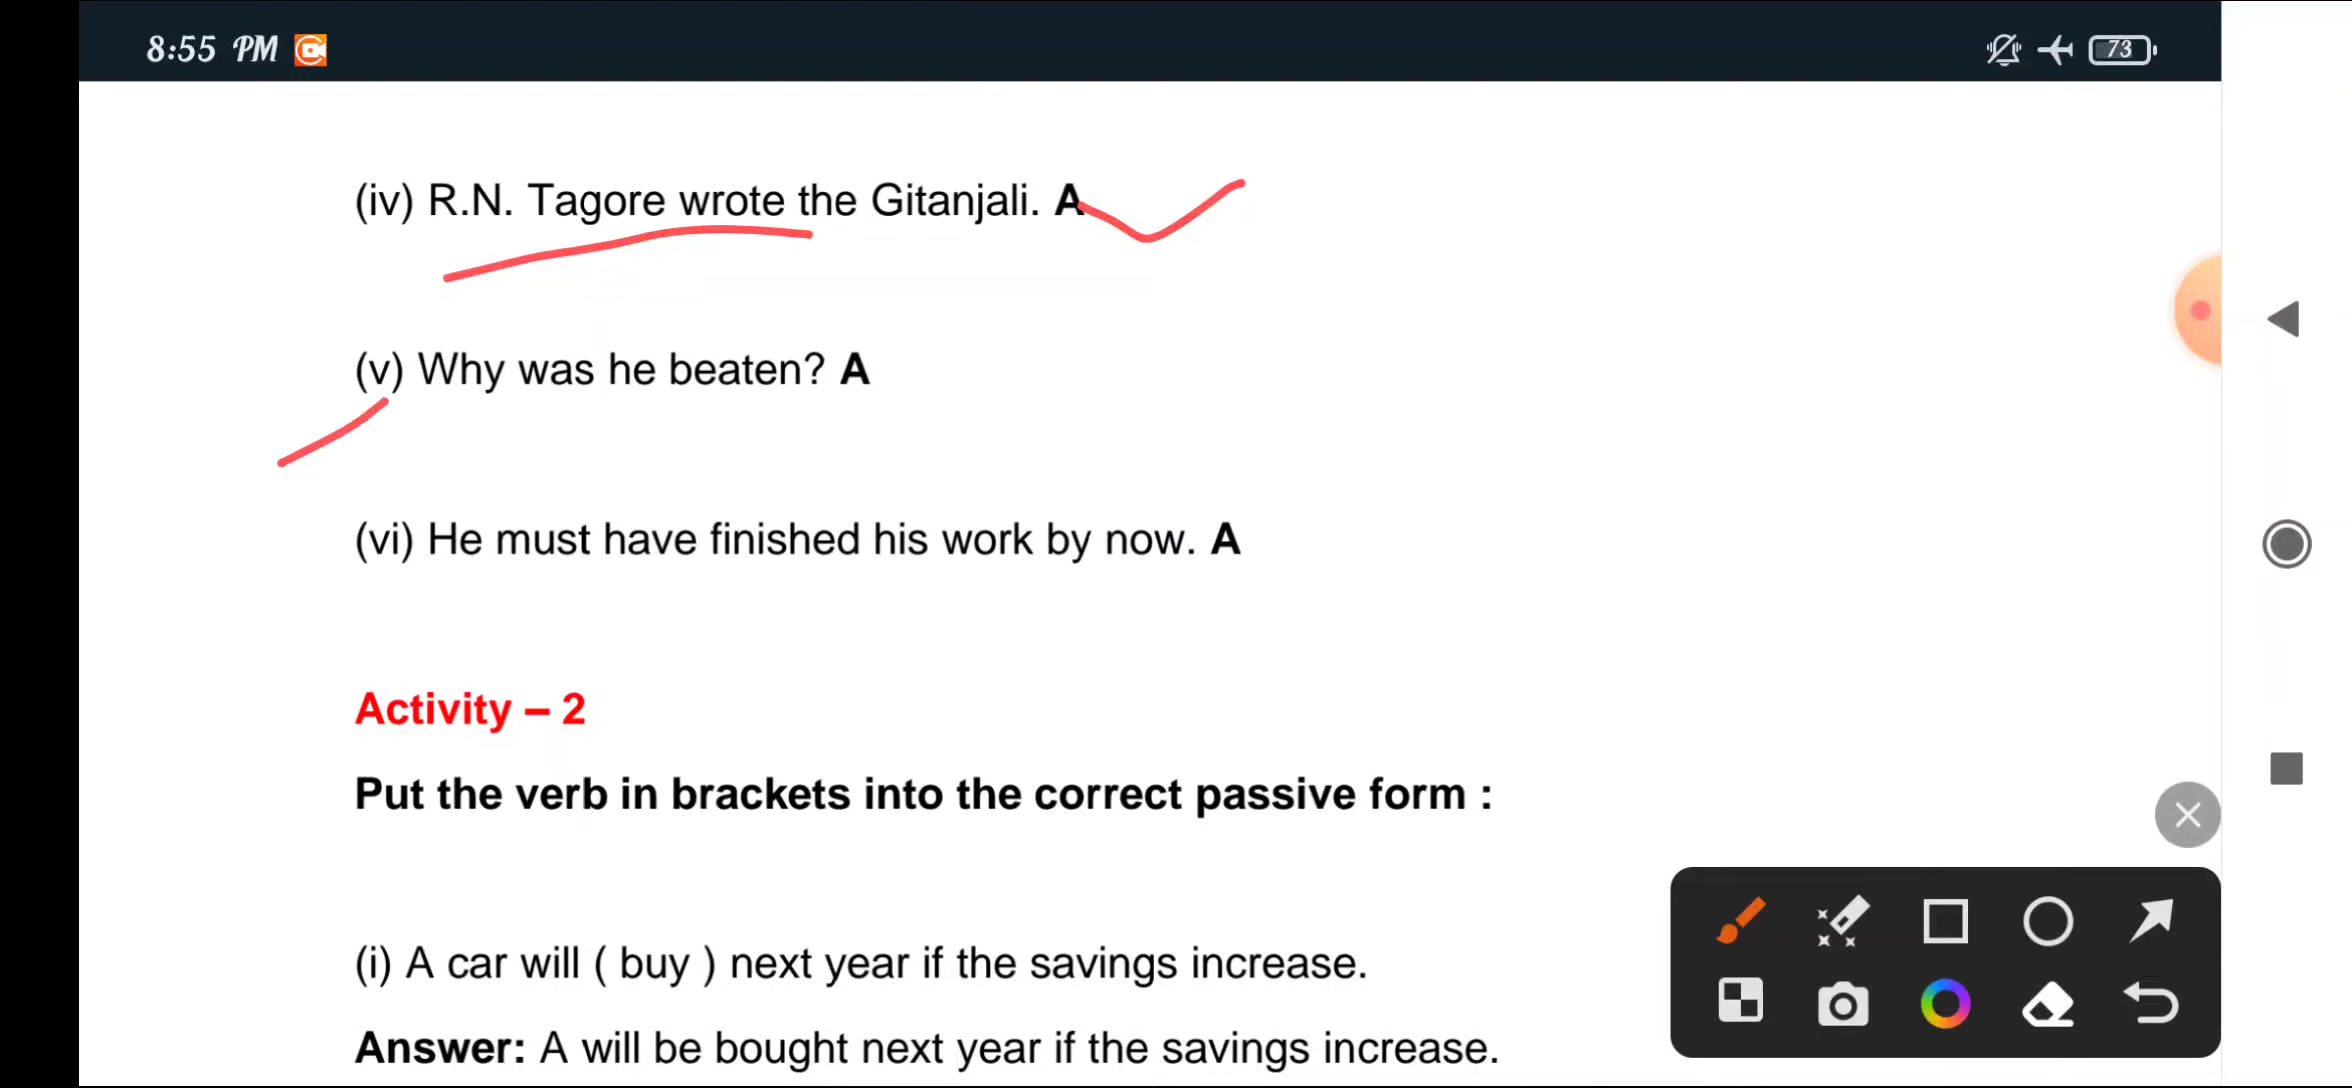 8:55 PM
73
(iv) R.N. Tagore wrote the Gitanjali. A
(v) Why was he beaten? A
(vi) He must have finished his work by now. A
Activity – 2
Put the verb in brackets into the correct passive form :
(i) A car will ( buy ) next year if the savings increase.
Answer: A will be bought next year if the savings increase.